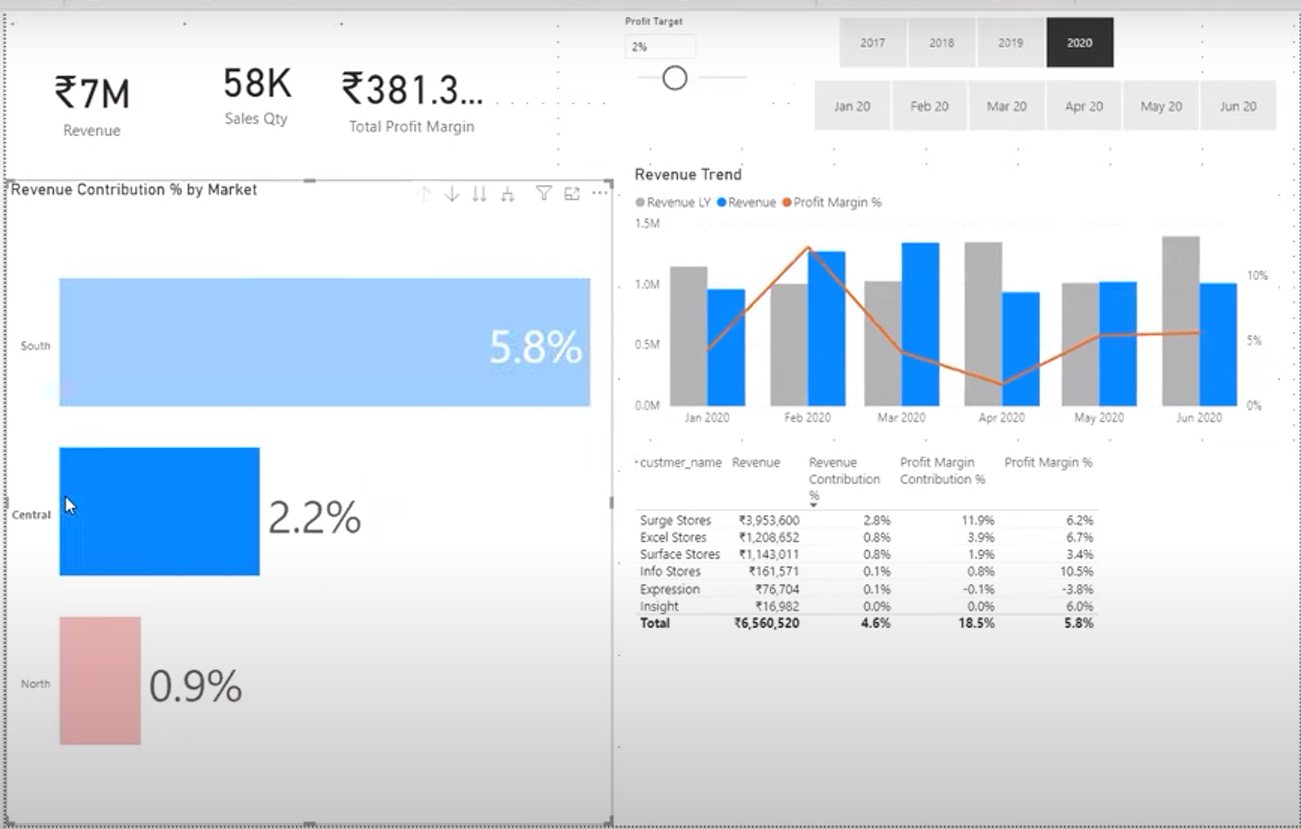 ₹7M
Revenue
58K
Sales Qty
₹381.3...
Total Profit Margin
Profit Target
2%
2017 2018 2019 2020
Jan 20 Feb 20 Mar 20 Apr 20 May 20 Jun 20
Revenue Contribution % by Market
South 5.8%
Central 2.2%
North 0.9%
Revenue Trend
Revenue LY Revenue Profit Margin %
1.5M
1.0M 10%
0.5M 5%
0.0M 0%
Jan 2020 Feb 2020 Mar 2020 Apr 2020 May 2020 Jun 2020
custmer_name Revenue Revenue Profit Margin Profit Margin %
Contribution Contribution %
%
Surge Stores ₹3,953,600 2.8% 11.9% 6.2%
Excel Stores ₹1,208,652 0.8% 3.9% 6.7%
Surface Stores ₹1,143,011 0.8% 1.9% 3.4%
Info Stores ₹161,571 0.1% 0.8% 10.5%
Expression ₹76,704 0.1% -0.1% -3.8%
Insight ₹16,982 0.0% 0.0% 6.0%
Total ₹6,560,520 4.6% 18.5% 5.8%